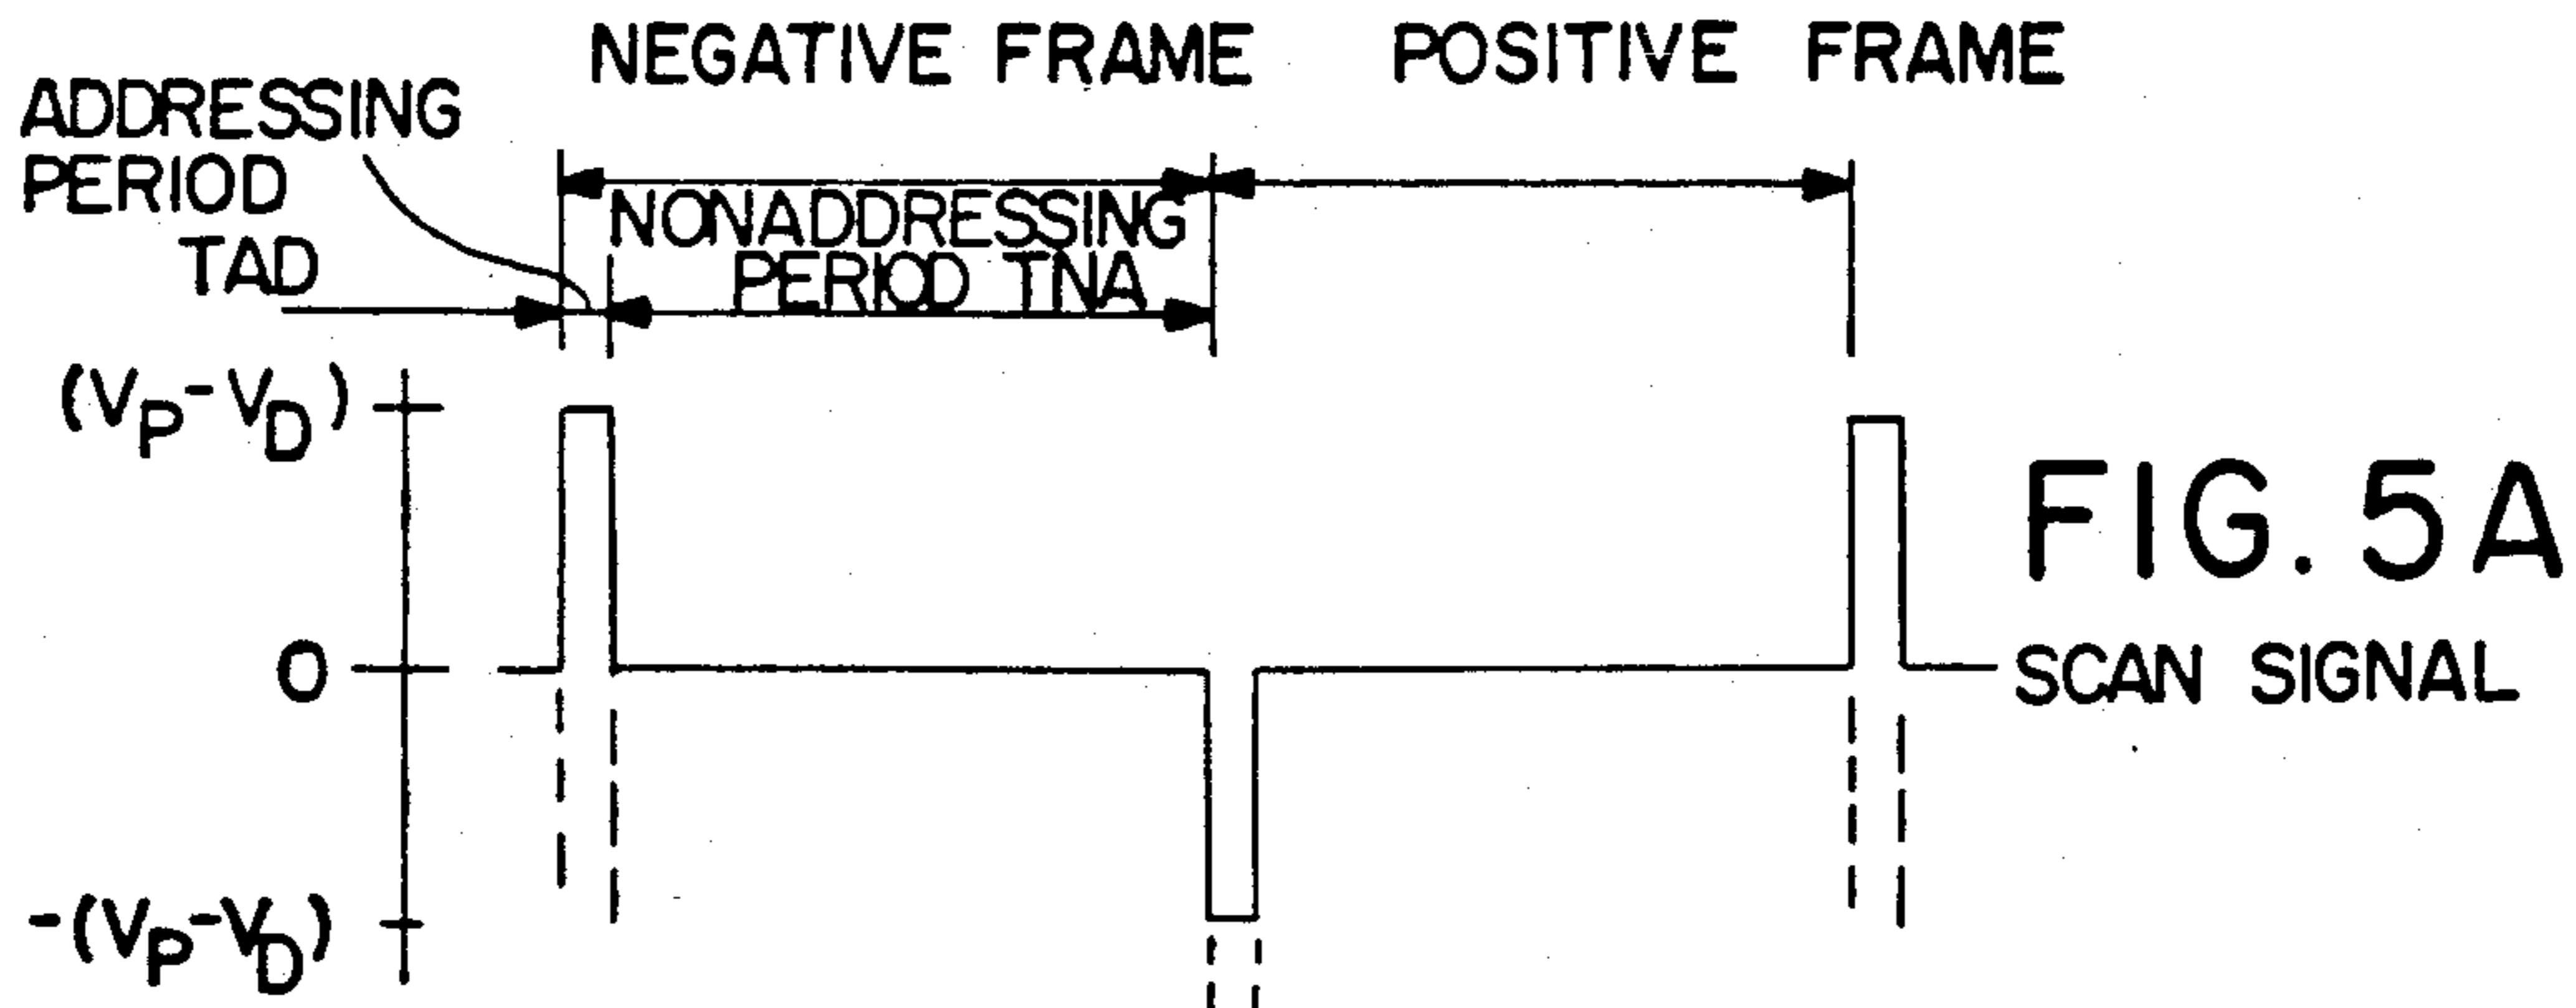 NEGATIVE FRAME
POSITIVE FRAME
ADDRESSING
PERIOD
TAD
NONADDRESSING
PERIOD TNA
(VP-VD)
0
-(VP-VD)
FIG. 5A
SCAN SIGNAL